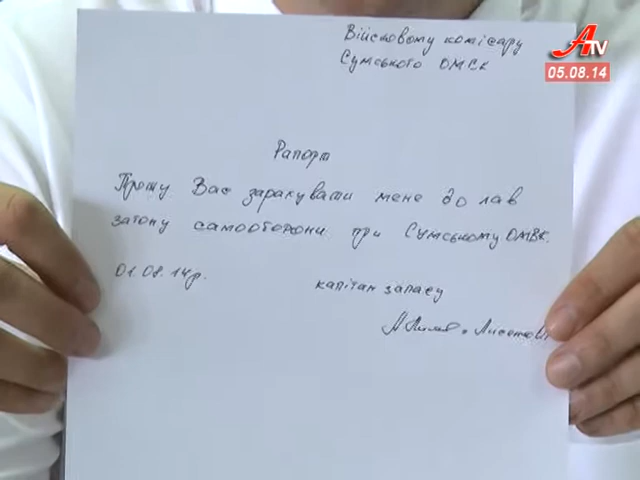 Військовому комісару
Сумського ОМВК
АTV
05.08.14
Рапорт
Прошу Вас зарахувати мене до лав
загону самооборони при Сумському ОМВК.
01.08.14р.
капітан запасу